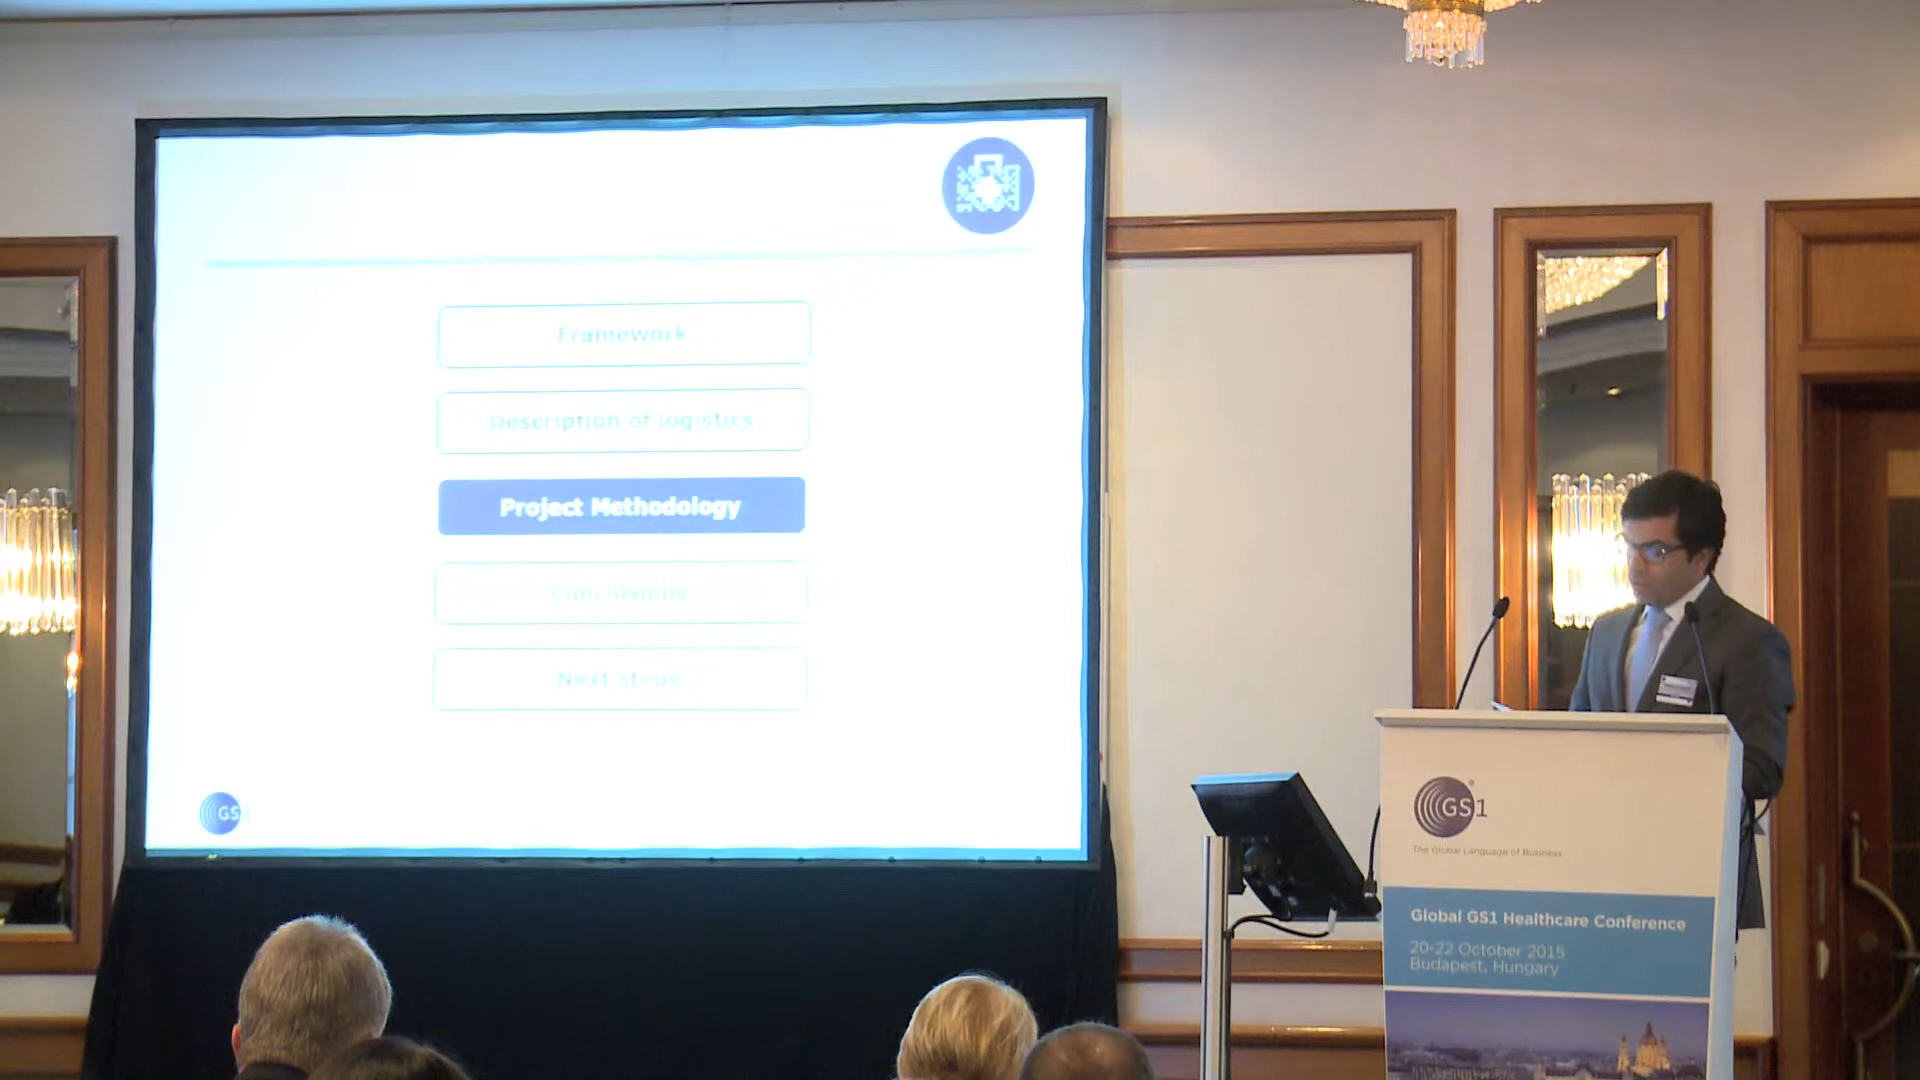 Framework
Description of logistics
Project Methodology
Conclusions
Next steps
GS1
GS1
The Global Language of Business
Global GS1 Healthcare Conference
20-22 October 2015
Budapest, Hungary